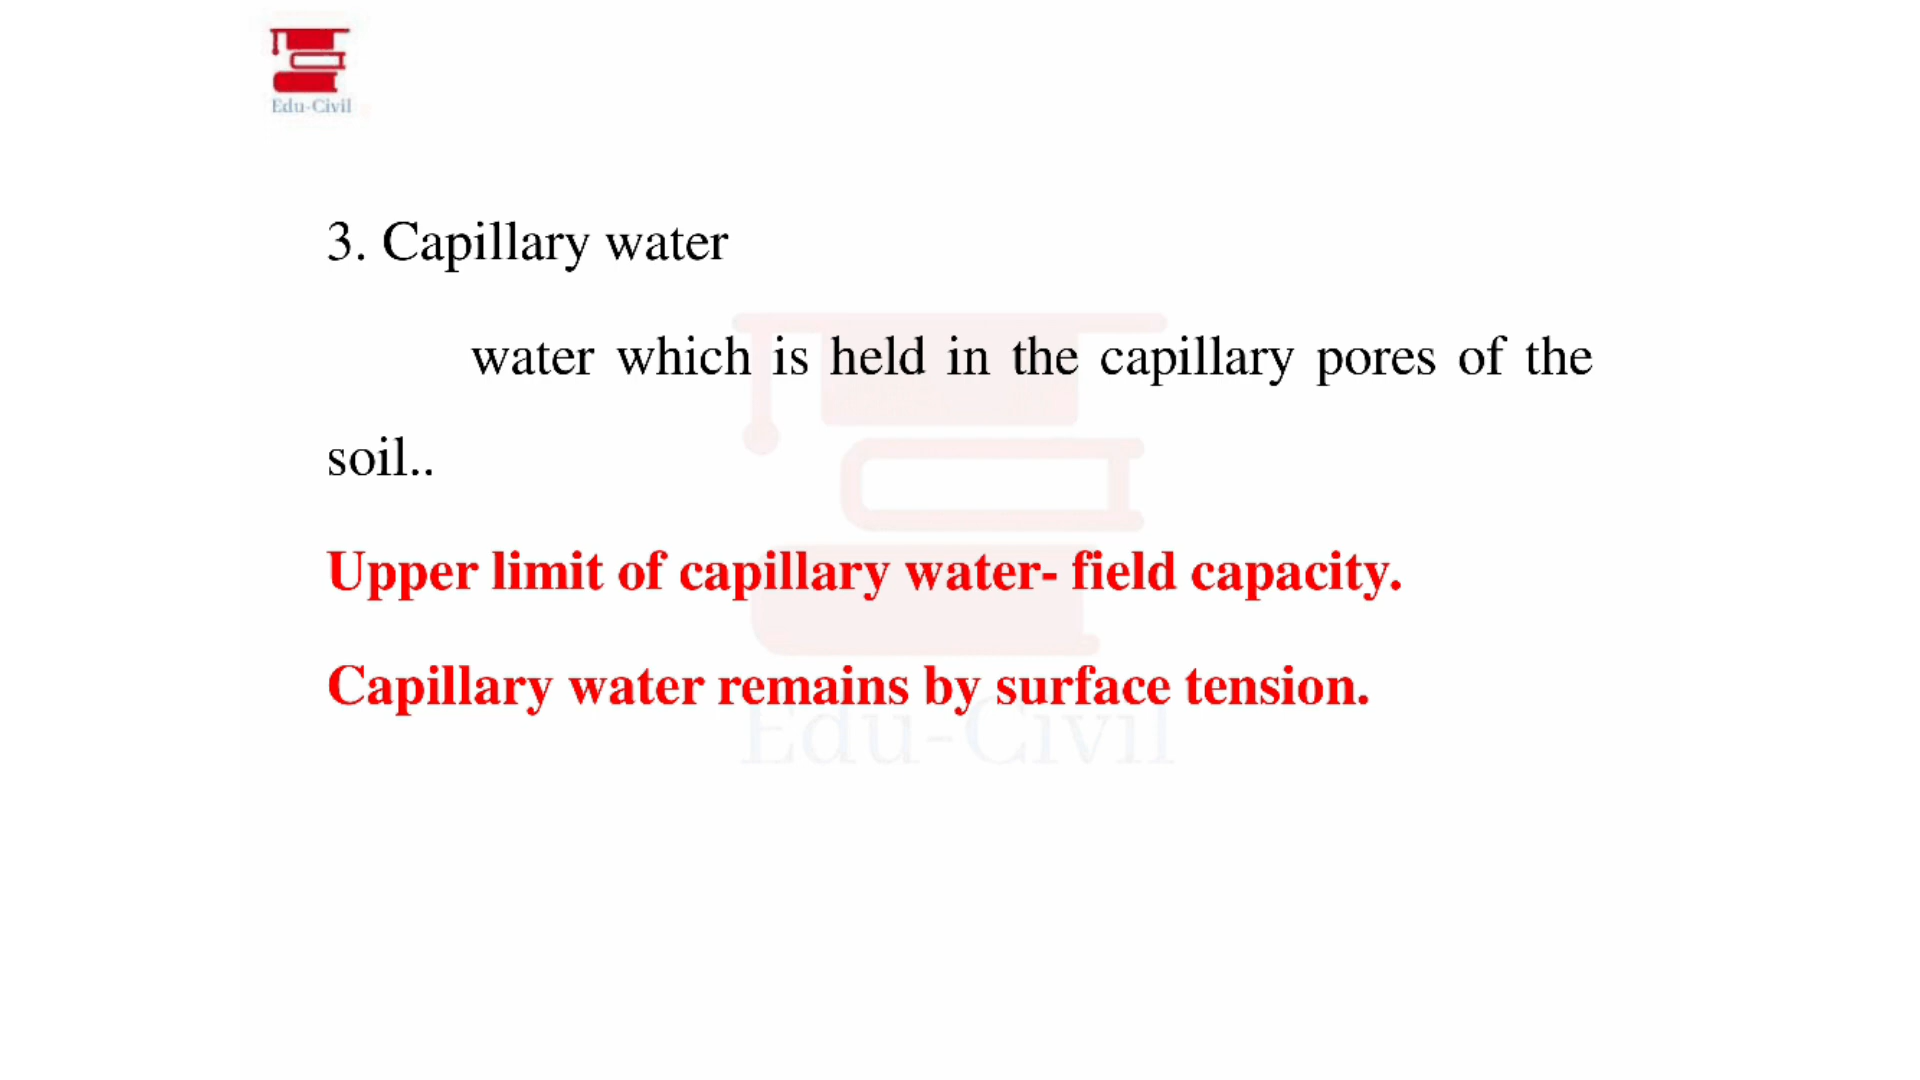 Edu-Civil
3. Capillary water
water which is held in the capillary pores of the
soil..
Upper limit of capillary water- field capacity.
Capillary water remains by surface tension.
Edu-Civil